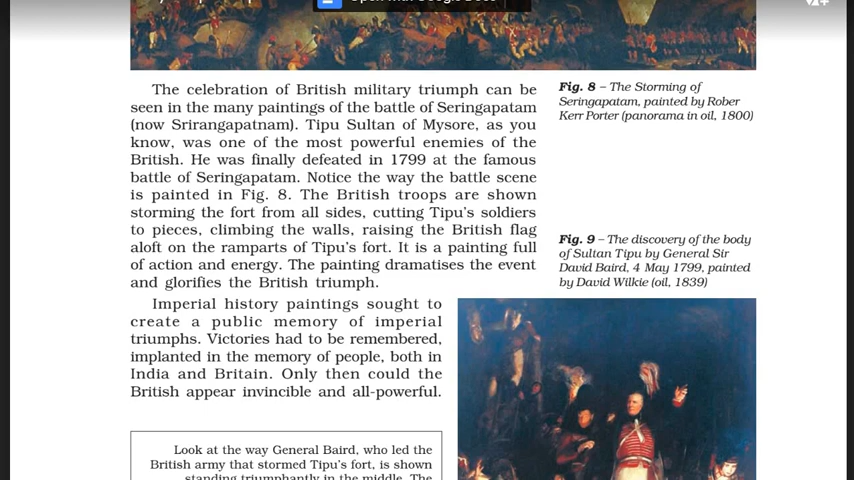 The celebration of British military triumph can be
seen in the many paintings of the battle of Seringapatam
(now Srirangapatnam). Tipu Sultan of Mysore, as you
know, was one of the most powerful enemies of the
British. He was finally defeated in 1799 at the famous
battle of Seringapatam. Notice the way the battle scene
is painted in Fig. 8. The British troops are shown
storming the fort from all sides, cutting Tipu's soldiers
to pieces, climbing the walls, raising the British flag
aloft on the ramparts of Tipu's fort. It is a painting full
of action and energy. The painting dramatises the event
and glorifies the British triumph.
Fig. 8 – The Storming of
Seringapatam, painted by Rober
Kerr Porter (panorama in oil, 1800)
Fig. 9 – The discovery of the body
of Sultan Tipu by General Sir
David Baird, 4 May 1799, painted
by David Wilkie (oil, 1839)
Imperial history paintings sought to
create a public memory of imperial
triumphs. Victories had to be remembered,
implanted in the memory of people, both in
India and Britain. Only then could the
British appear invincible and all-powerful.
Look at the way General Baird, who led the
British army that stormed Tipu's fort, is shown
standing triumphantly in the middle. The